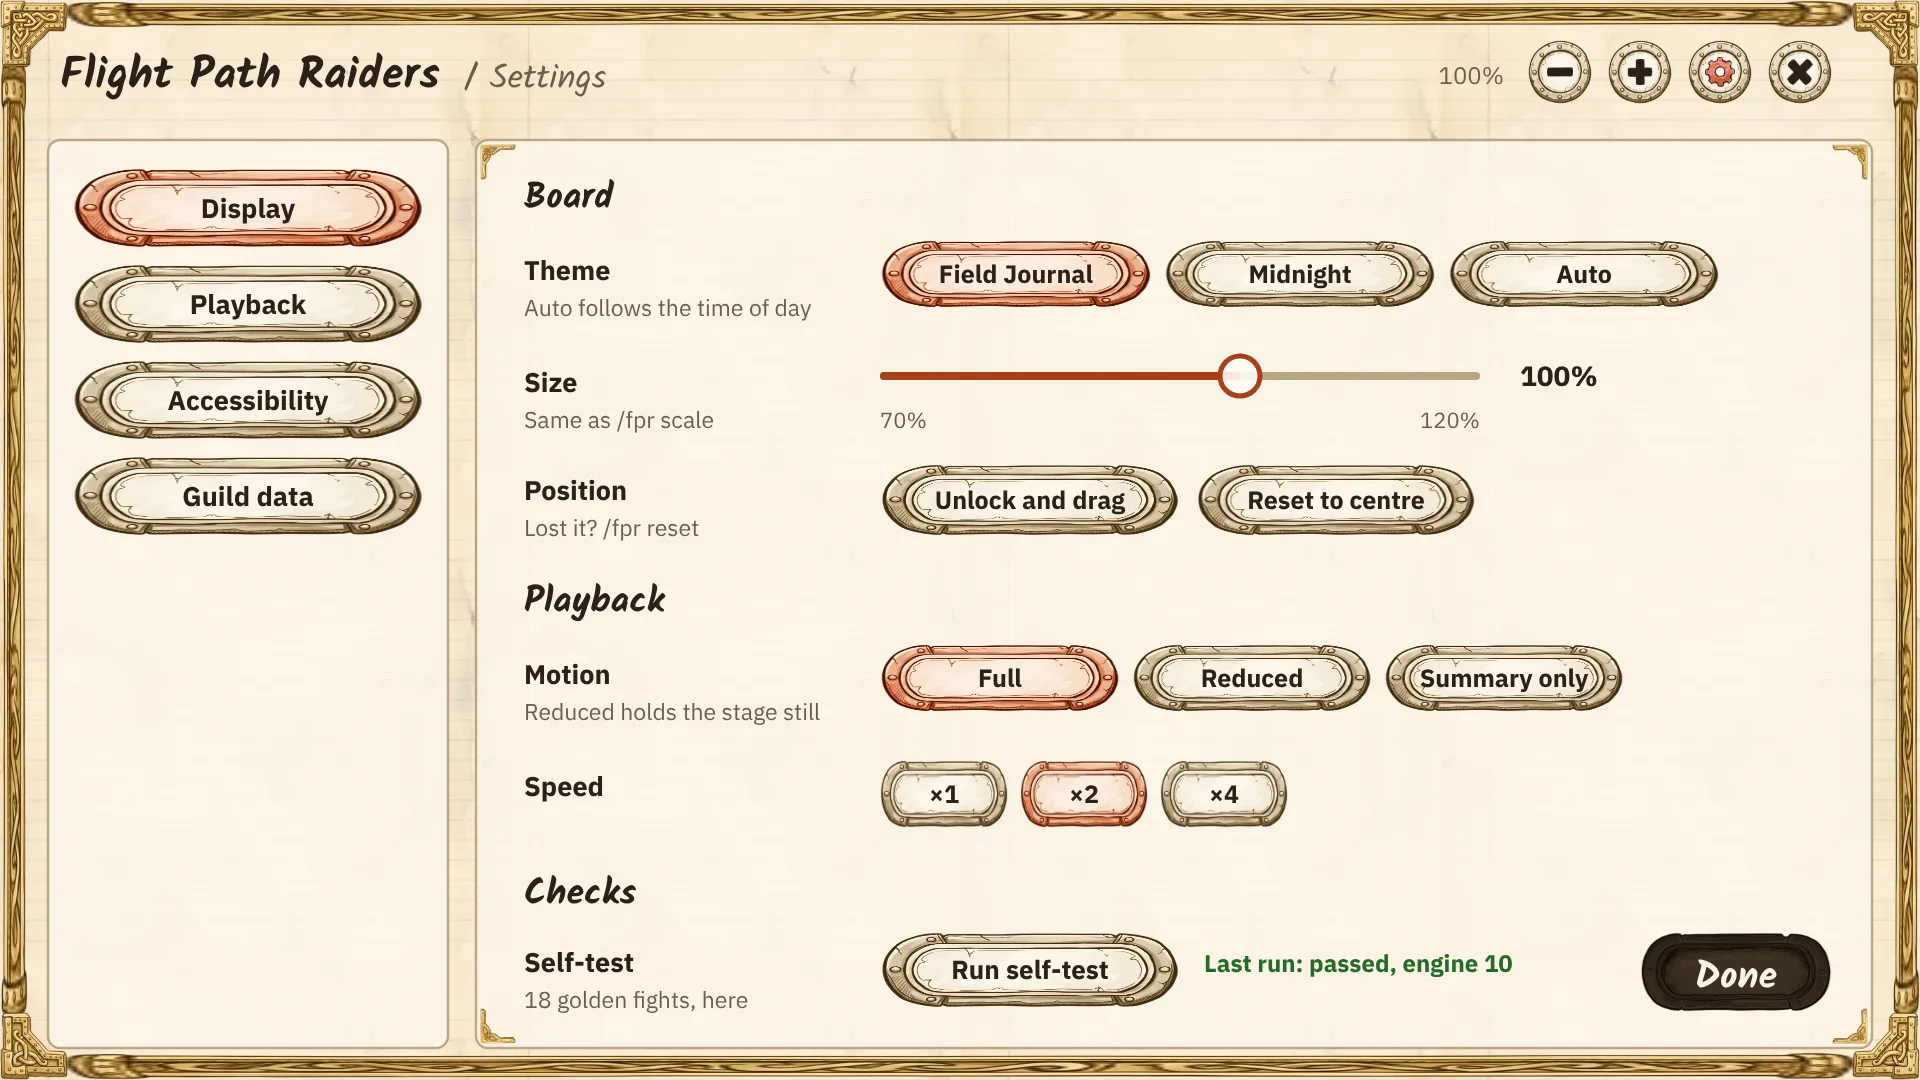 Flight Path Raiders / Settings
100%
Display
Playback
Accessibility
Guild data
Board
Theme
Auto follows the time of day
Field Journal
Midnight
Auto
Size
Same as /fpr scale
100%
70%
120%
Position
Lost it? /fpr reset
Unlock and drag
Reset to centre
Playback
Motion
Reduced holds the stage still
Full
Reduced
Summary only
Speed
×1
×2
×4
Checks
Self-test
18 golden fights, here
Run self-test
Last run: passed, engine 10
Done